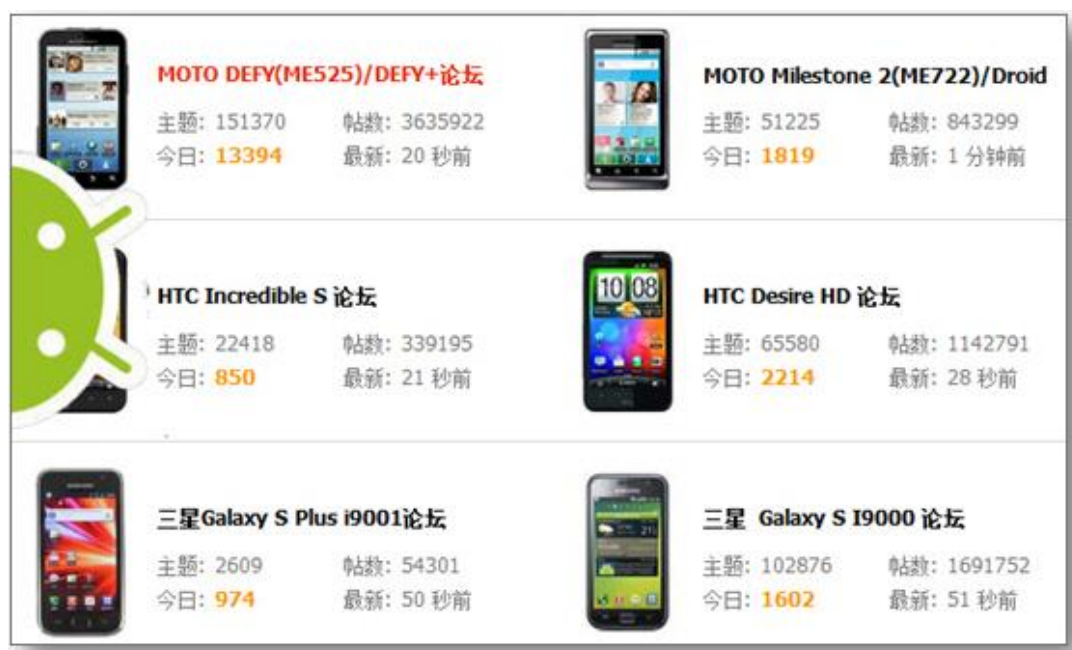 MOTO DEFY(ME525)/DEFY+论坛
主题: 151370 帖数: 3635922
今日: 13394 最新: 20 秒前
MOTO Milestone 2(ME722)/Droid
主题: 51225 帖数: 843299
今日: 1819 最新: 1 分钟前
HTC Incredible S 论坛
主题: 22418 帖数: 339195
今日: 850 最新: 21 秒前
HTC Desire HD 论坛
主题: 65580 帖数: 1142791
今日: 2214 最新: 28 秒前
三星Galaxy S Plus i9001论坛
主题: 2609 帖数: 54301
今日: 974 最新: 50 秒前
三星 Galaxy S I9000 论坛
主题: 102876 帖数: 1691752
今日: 1602 最新: 51 秒前
10 08